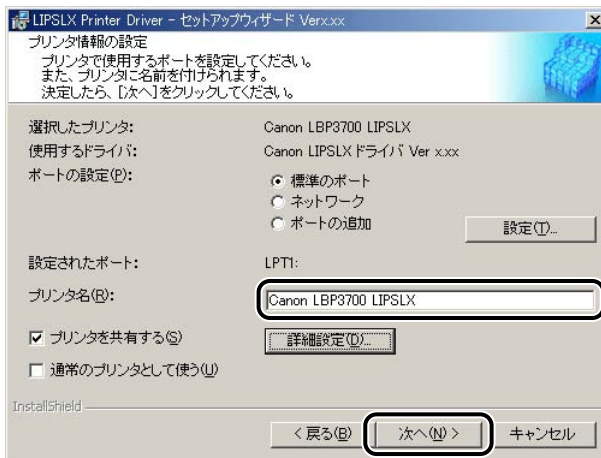 LIPSLX Printer Driver - セットアップウィザード Verx.xx
プリンタ情報の設定
プリンタで使用するポートを設定してください。
また、プリンタに名前を付けられます。
決定したら、[次へ]をクリックしてください。
選択したプリンタ: Canon LBP3700 LIPSLX
使用するドライバ: Canon LIPSLX ドライバ Ver x.xx
ポートの設定(P): 標準のポート
ネットワーク
ポートの追加 設定(T)...
設定されたポート: LPT1:
プリンタ名(R): Canon LBP3700 LIPSLX
プリンタを共有する(S) 詳細設定(D)...
通常のプリンタとして使う(U)
InstallShield
< 戻る(B) 次へ(N) > キャンセル